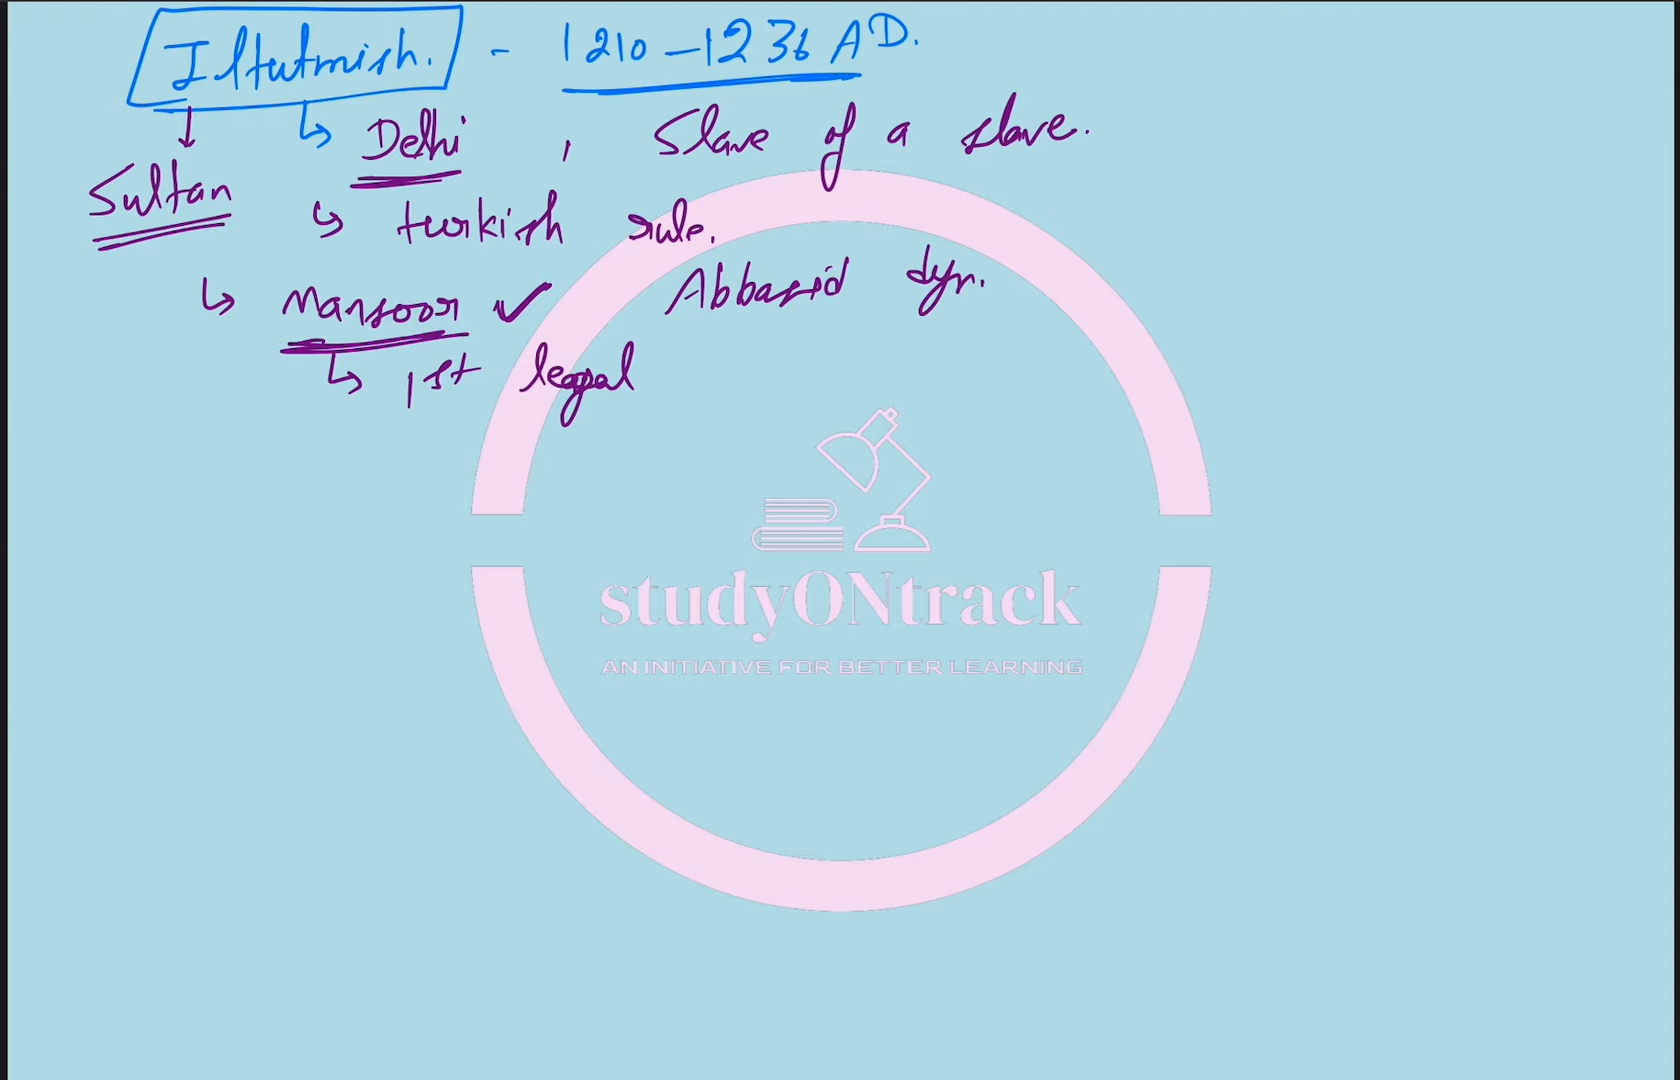 Iltutmish. - 1210-1236 AD.
↳ Delhi , Slave of a slave.
↓ Sultan
↳ turkish rule.
↳ Mansoor ✓ Abbasid dyn.
↳ 1st legal
studyONtrack
AN INITIATIVE FOR BETTER LEARNING